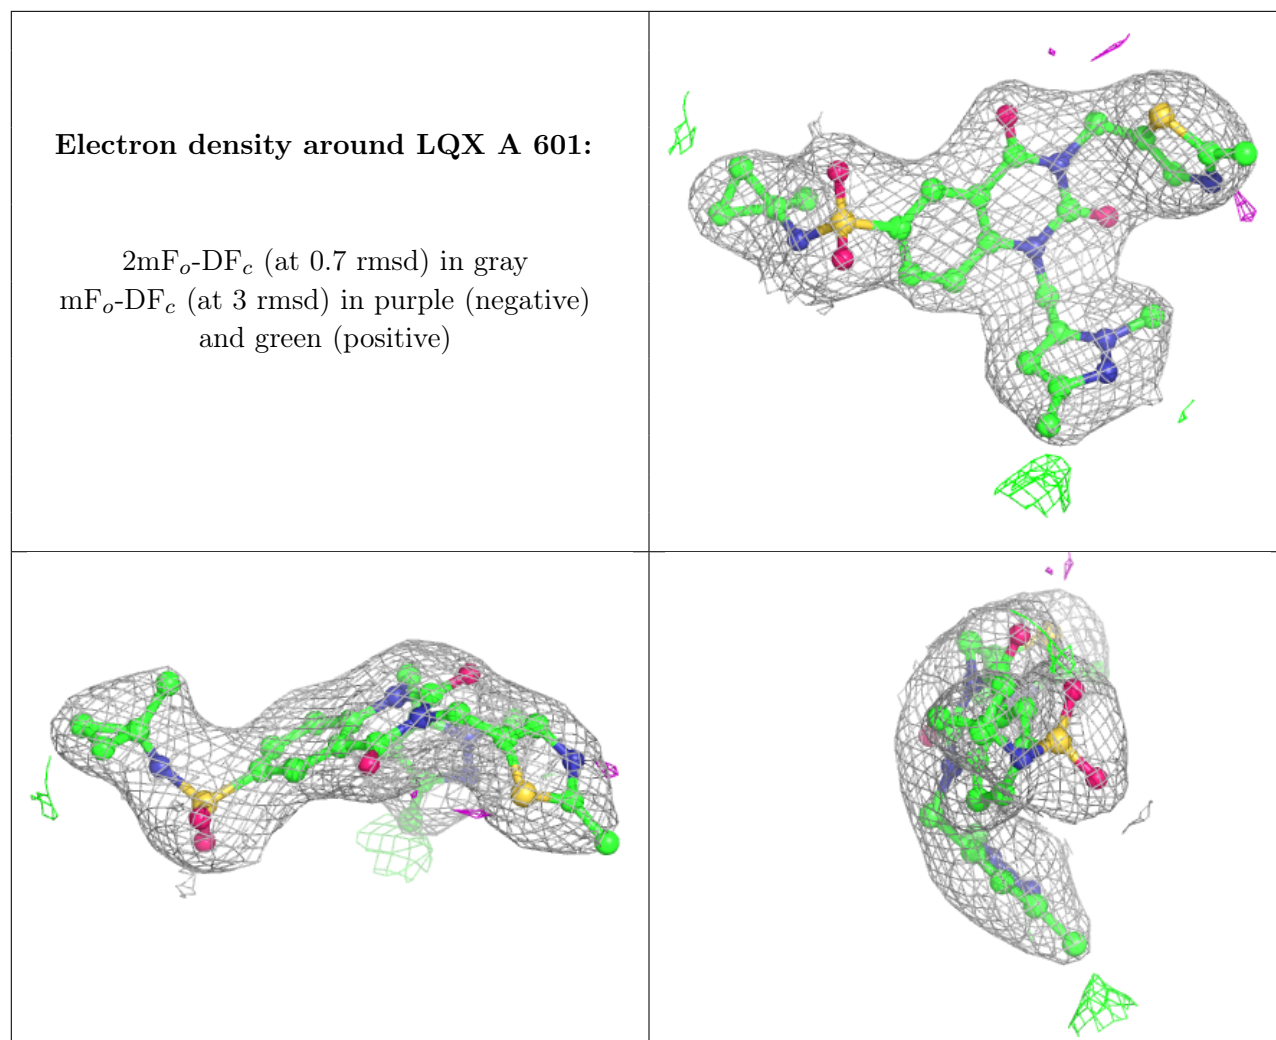 Electron density around LQX A 601:
2mFo-DFc (at 0.7 rmsd) in gray
mFo-DFc (at 3 rmsd) in purple (negative)
and green (positive)